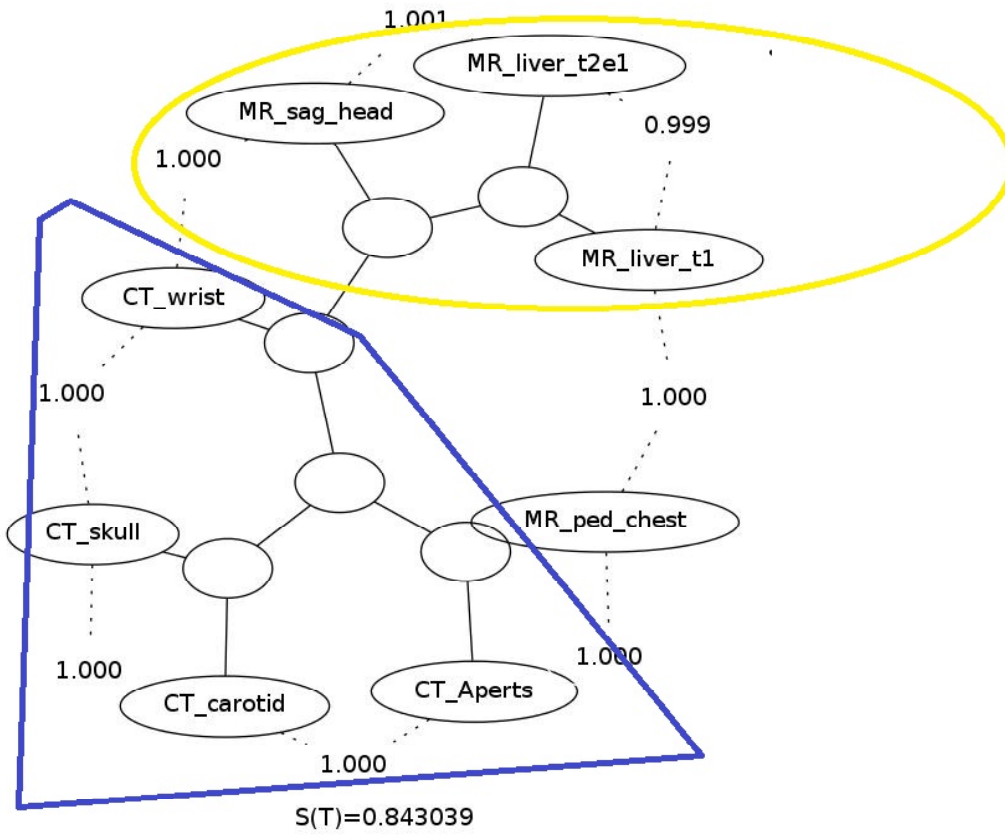 1.001
MR_liver_t2e1
MR_sag_head
0.999
1.000
MR_liver_t1
CT_wrist
1.000
1.000
MR_ped_chest
CT_skull
1.000
1.000
CT_Aperts
CT_carotid
1.000
S(T)=0.843039